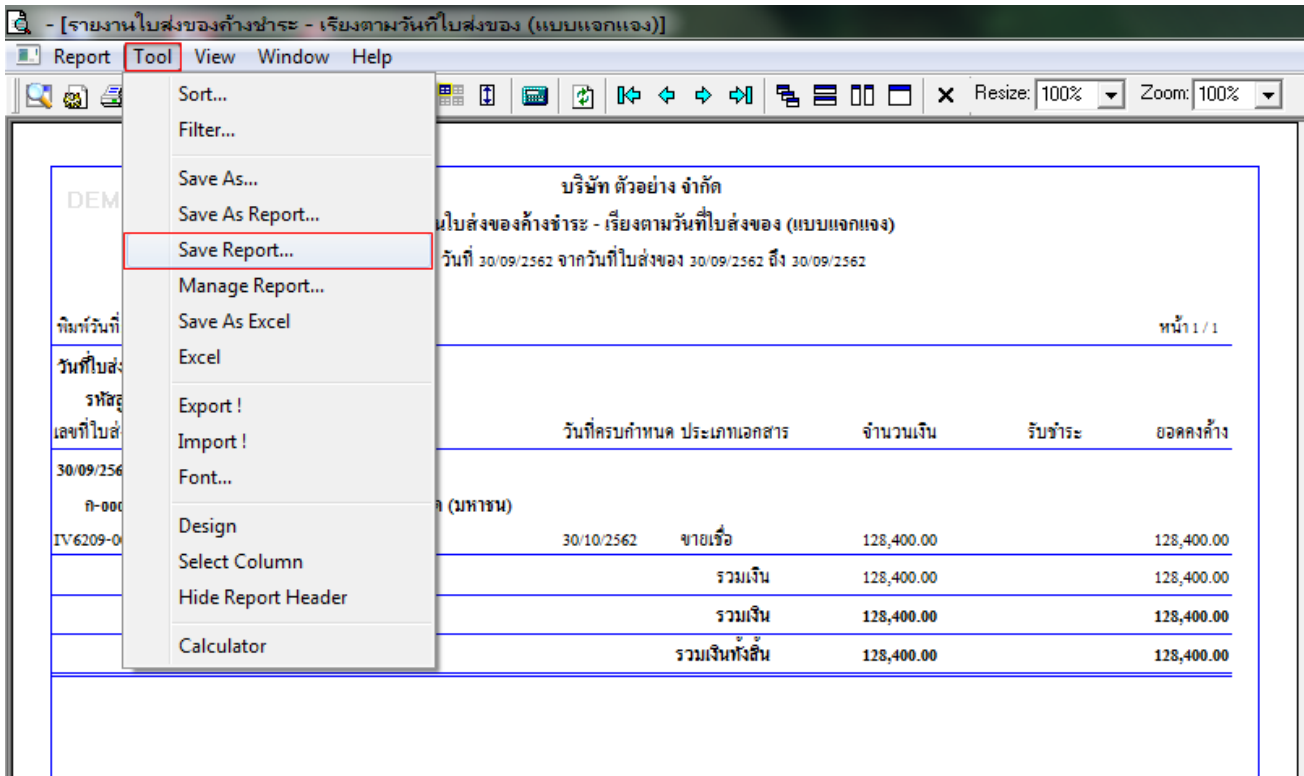 - [รายงานใบส่งของค้างชำระ - เรียงตามวันที่ใบส่งของ (แบบแจกแจง)]
Report Tool View Window Help
Resize: 100% Zoom: 100%
Sort...
Filter...
Save As...
Save As Report...
Save Report...
Manage Report...
Save As Excel
Excel
Export !
Import !
Font...
Design
Select Column
Hide Report Header
Calculator
DEM
บริษัท ตัวอย่าง จำกัด
นใบส่งของค้างชำระ - เรียงตามวันที่ใบส่งของ (แบบแจกแจง)
วันที่ 30/09/2562 จากวันที่ใบส่งของ 30/09/2562 ถึง 30/09/2562
พิมพ์วันที่ หน้า 1 / 1
วันที่ใบส่
รหัส
เลขที่ใบส่ วันที่ครบกำหนด ประเภทเอกสาร จำนวนเงิน รับชำระ ยอดคงค้าง
30/09/256
ก-000 ด (มหาชน)
IV6209-0 30/10/2562 ขายเชื่อ 128,400.00 128,400.00
รวมเงิน 128,400.00 128,400.00
รวมเงิน 128,400.00 128,400.00
รวมเงินทั้งสิ้น 128,400.00 128,400.00